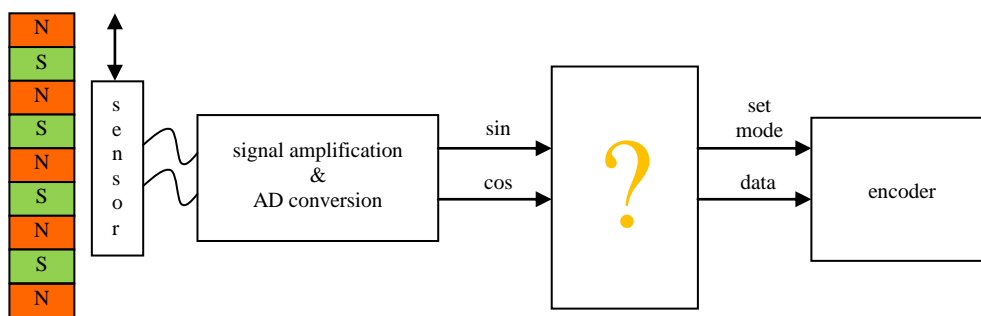 N
S
N
S
N
S
N
S
N
s
e
n
s
o
r
signal amplification
&
AD conversion
sin
cos
?
set
mode
data
encoder